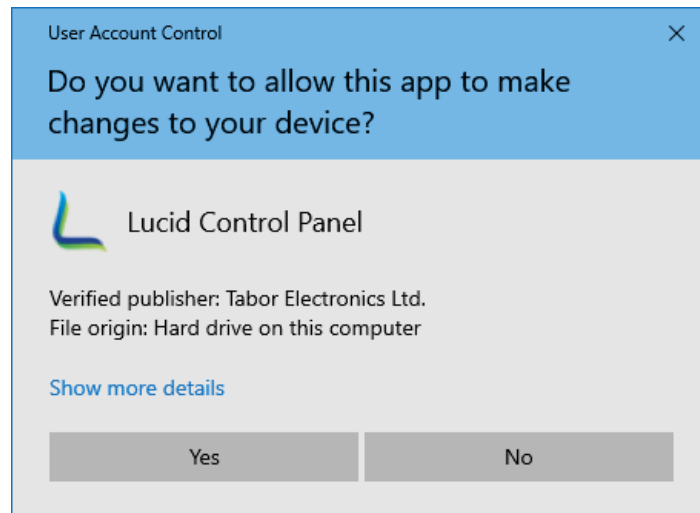 User Account Control
Do you want to allow this app to make
changes to your device?
Lucid Control Panel
Verified publisher: Tabor Electronics Ltd.
File origin: Hard drive on this computer
Show more details
Yes
No